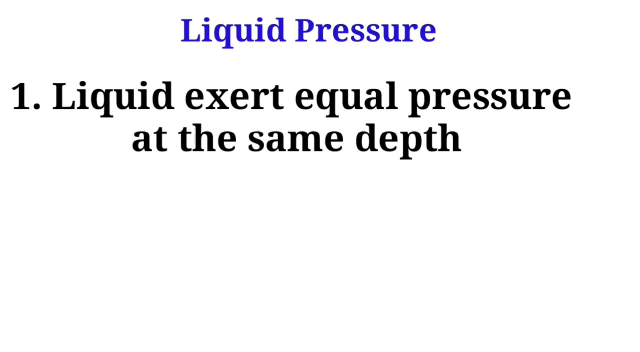 Liquid Pressure
1. Liquid exert equal pressure
at the same depth